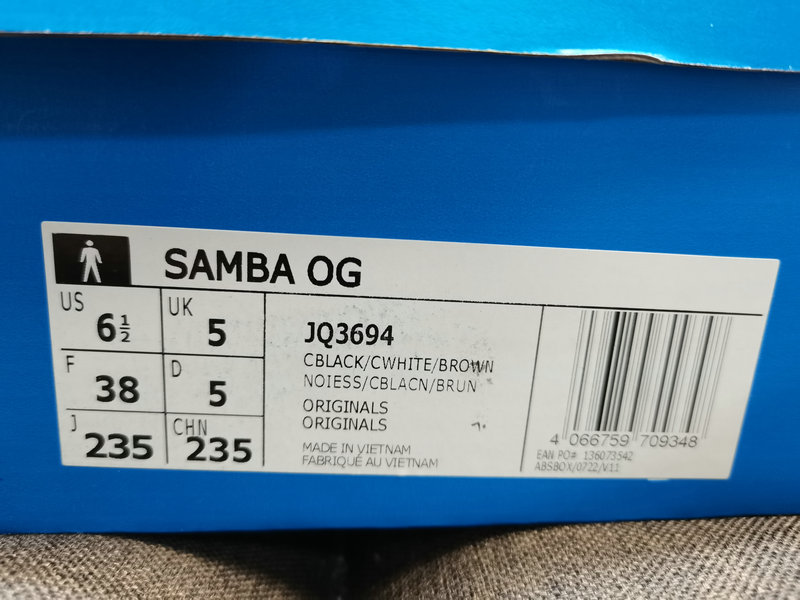 SAMBA OG
US 6½
UK 5
F 38
D 5
J 235
CHN 235
JQ3694
CBLACK/CWHITE/BROWN
NOIESS/CBLACN/BRUN
ORIGINALS
ORIGINALS
MADE IN VIETNAM
FABRIQUÉ AU VIETNAM
4 066759 709348
EAN PO# 136073542
ABSBOX/0722/V11